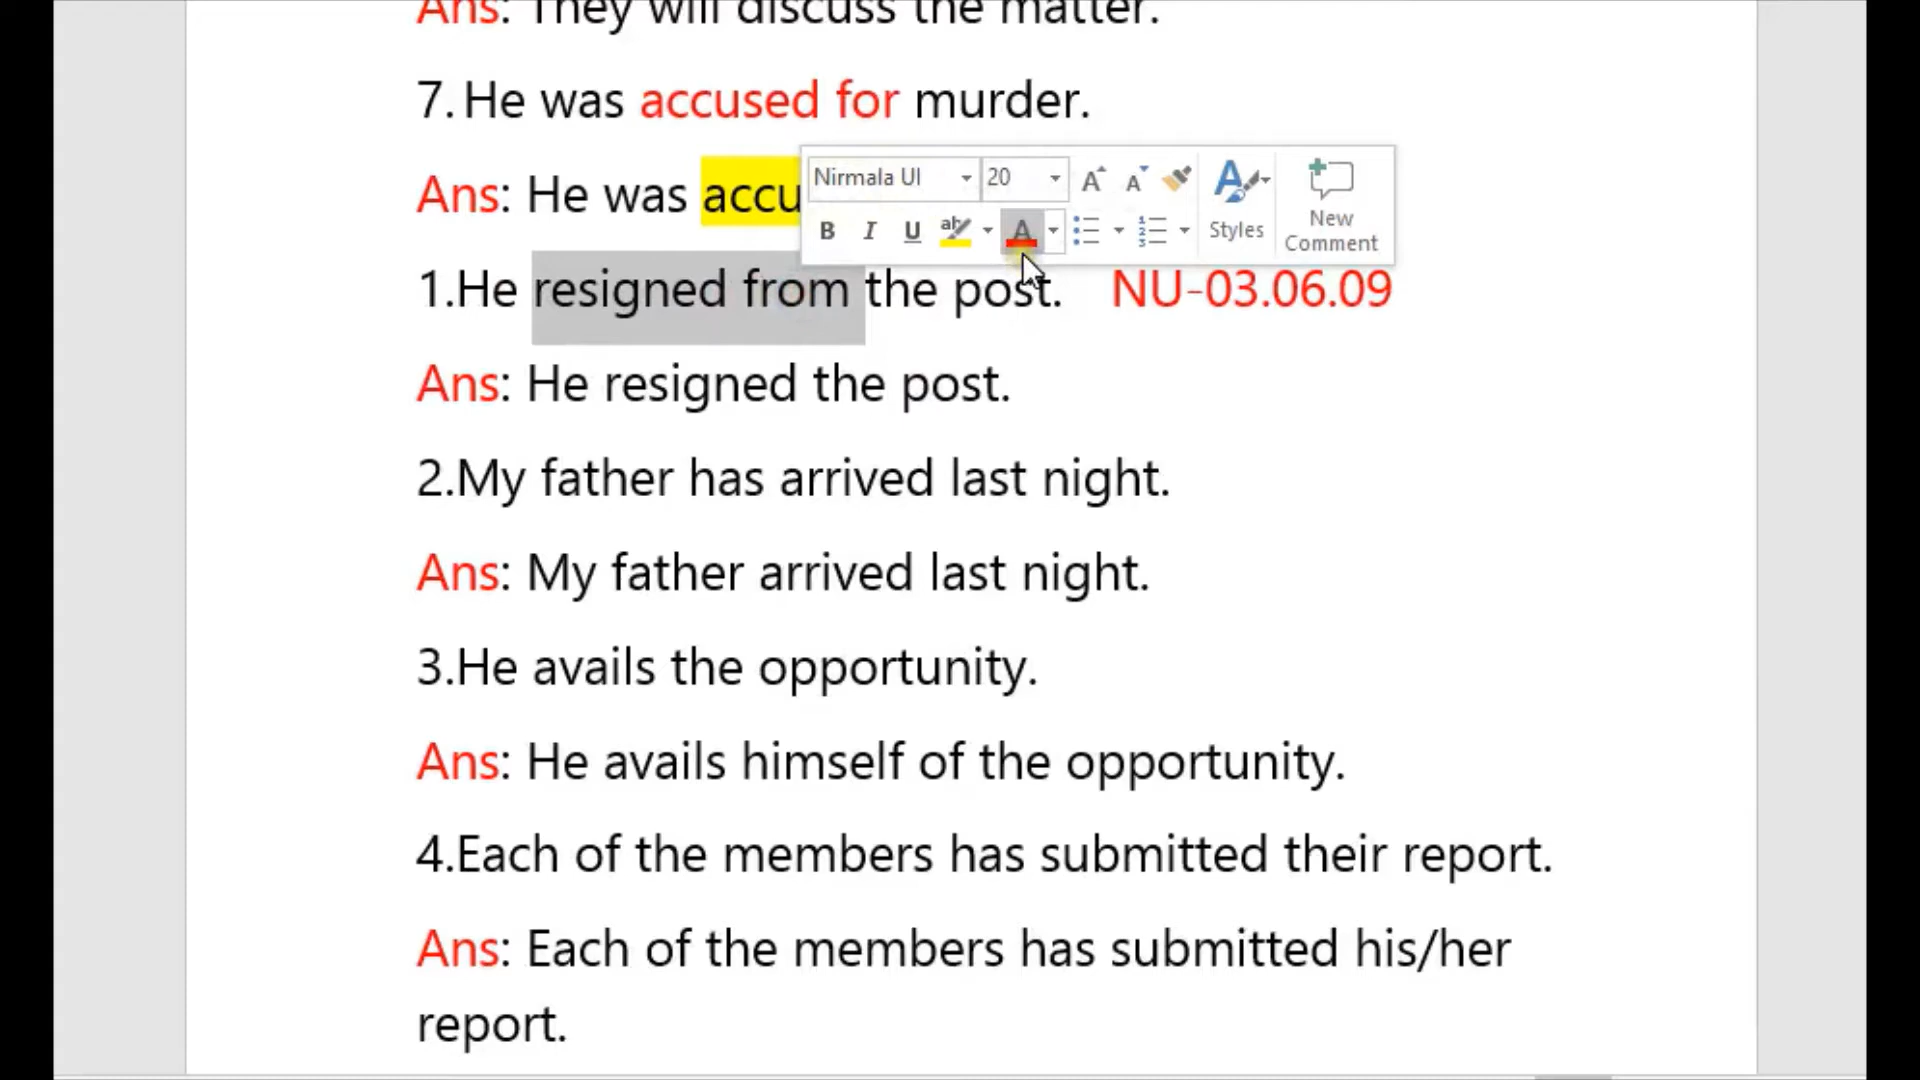 Ans: They will discuss the matter.
7. He was accused for murder.
Ans: He was accu
Nirmala UI 20
B I U Styles New Comment
1.He resigned from the post. NU-03.06.09
Ans: He resigned the post.
2.My father has arrived last night.
Ans: My father arrived last night.
3.He avails the opportunity.
Ans: He avails himself of the opportunity.
4.Each of the members has submitted their report.
Ans: Each of the members has submitted his/her
report.